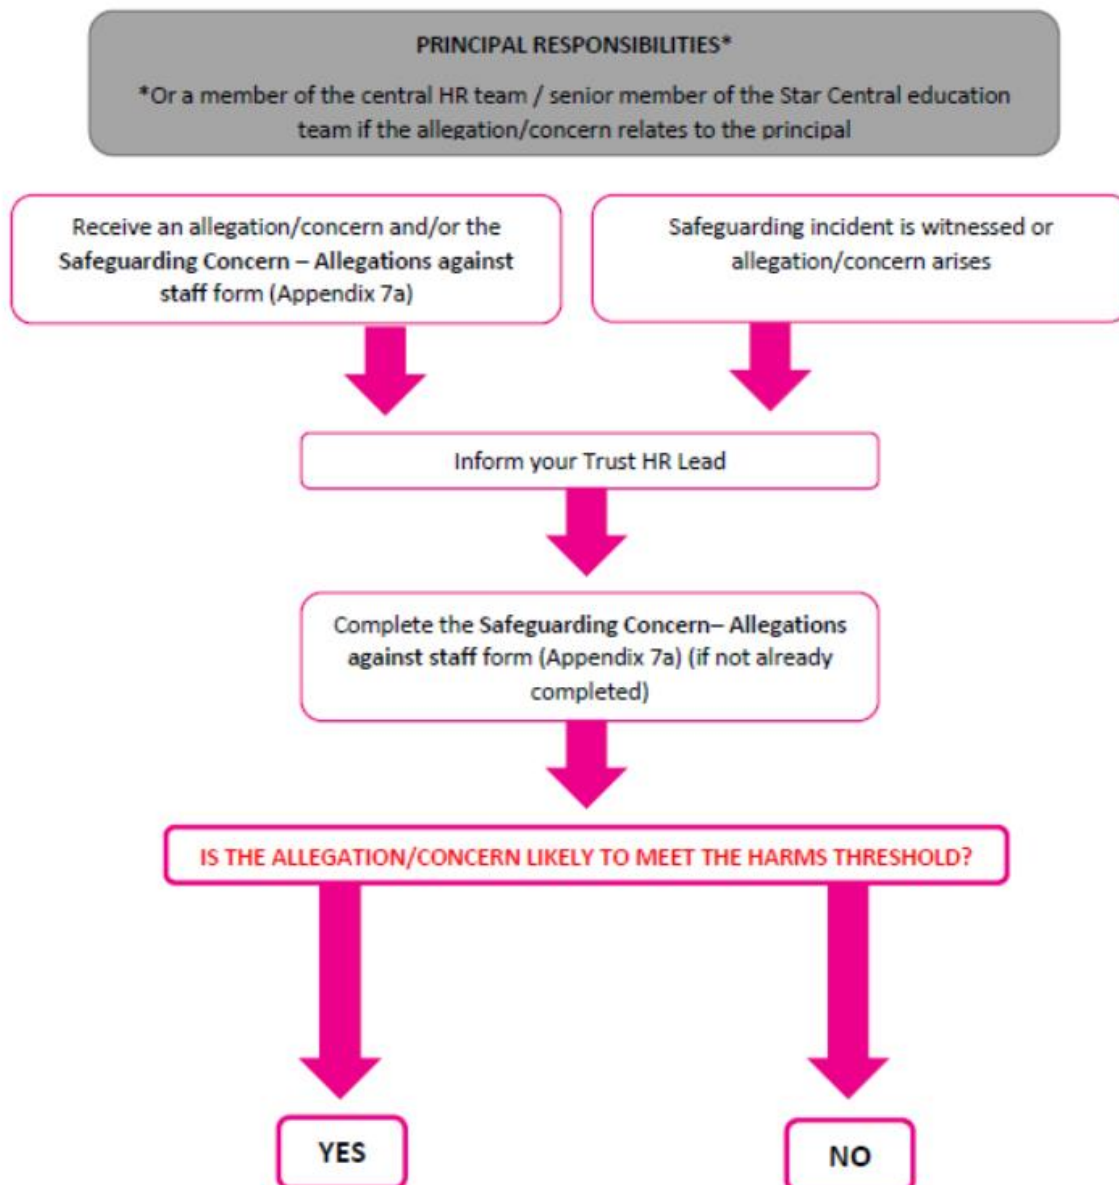 PRINCIPAL RESPONSIBILITIES*
*Or a member of the central HR team / senior member of the Star Central education
team if the allegation/concern relates to the principal
Receive an allegation/concern and/or the
Safeguarding Concern – Allegations against
staff form (Appendix 7a)
Safeguarding incident is witnessed or
allegation/concern arises
Inform your Trust HR Lead
Complete the Safeguarding Concern– Allegations
against staff form (Appendix 7a) (if not already
completed)
IS THE ALLEGATION/CONCERN LIKELY TO MEET THE HARMS THRESHOLD?
YES
NO